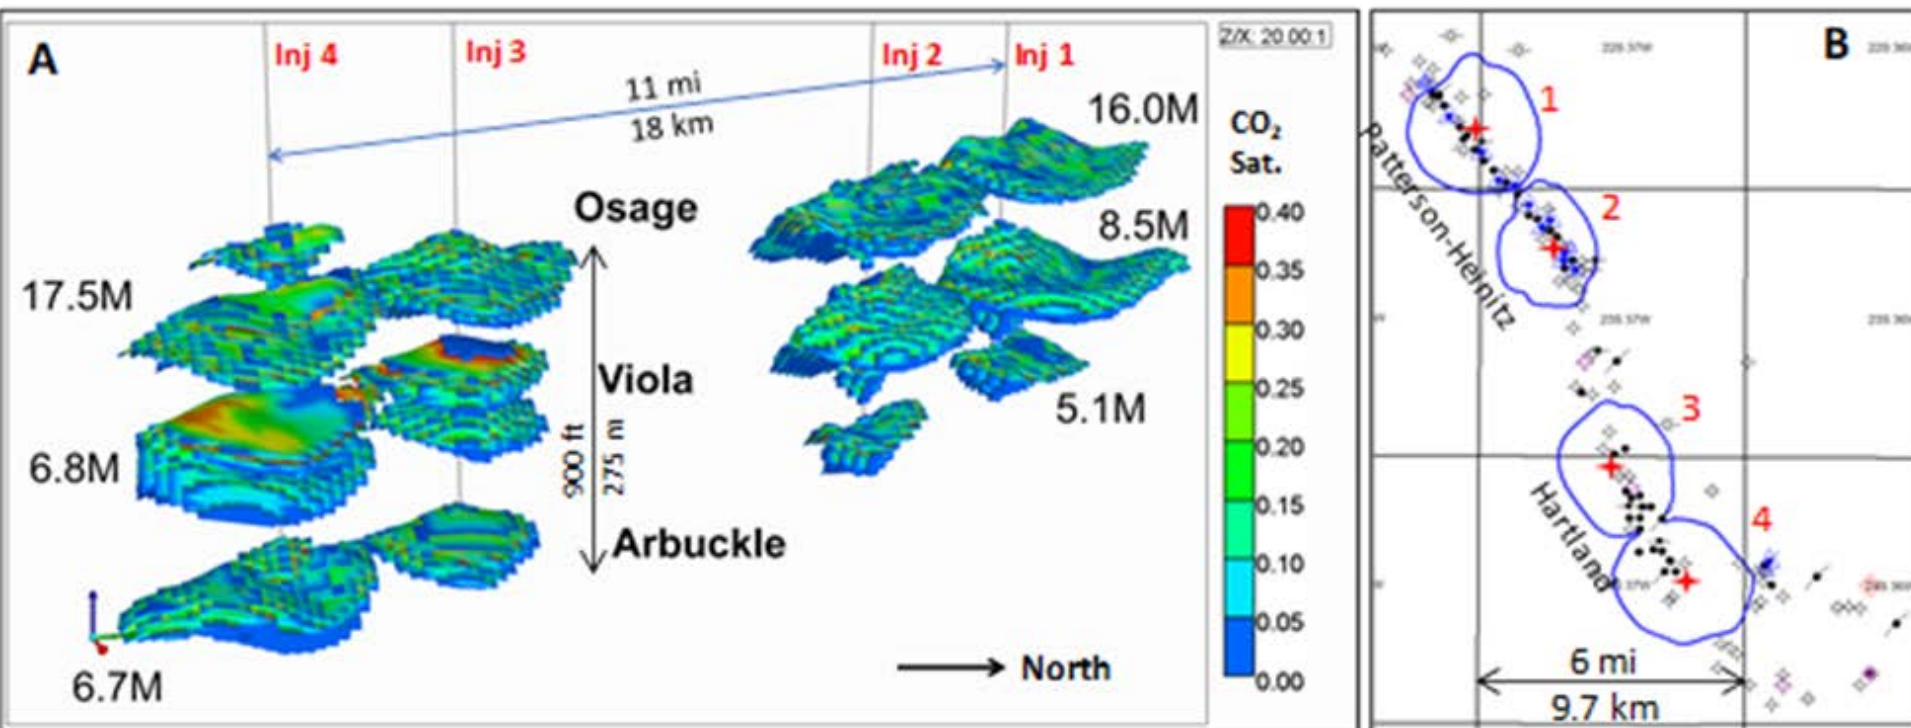 A
Inj 4
Inj 3
Inj 2
Inj 1
11 mi
18 km
Z/X: 20.00:1
16.0M
CO₂
Sat.
Osage
8.5M
17.5M
Viola
5.1M
900 ft
275 m
6.8M
Arbuckle
6.7M
North
0.40
0.35
0.30
0.25
0.20
0.15
0.10
0.05
0.00
B
1
2
Patterson-Heinitz
3
4
Hartland
6 mi
9.7 km